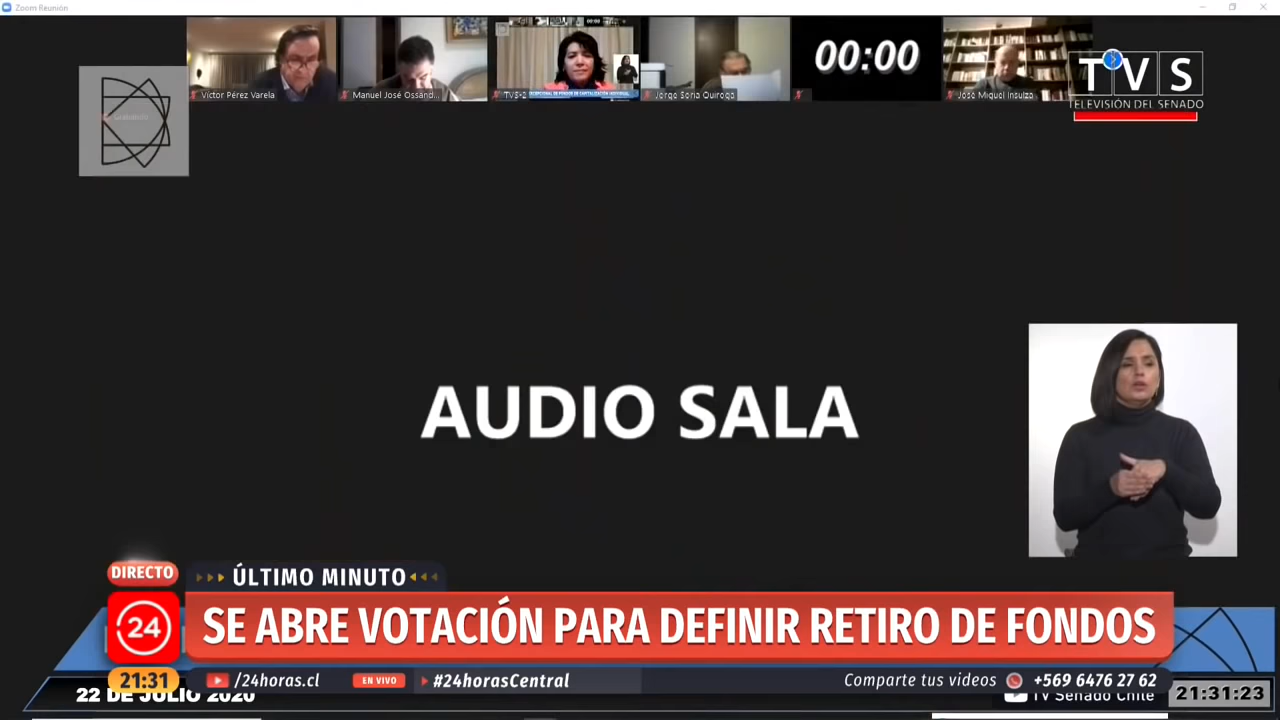 Zoom Reunión
Víctor Pérez Varela
Manuel José Ossand...
TVS-2
Jorge Soria Quiroga
00:00
José Miguel Insulza
TVS
TELEVISIÓN DEL SENADO
AUDIO SALA
DIRECTO
ÚLTIMO MINUTO
24
SE ABRE VOTACIÓN PARA DEFINIR RETIRO DE FONDOS
21:31
/24horas.cl
EN VIVO
#24horasCentral
Comparte tus videos
+569 6476 27 62
22 DE JULIO 2020
TV Senado Chile
21:31:23